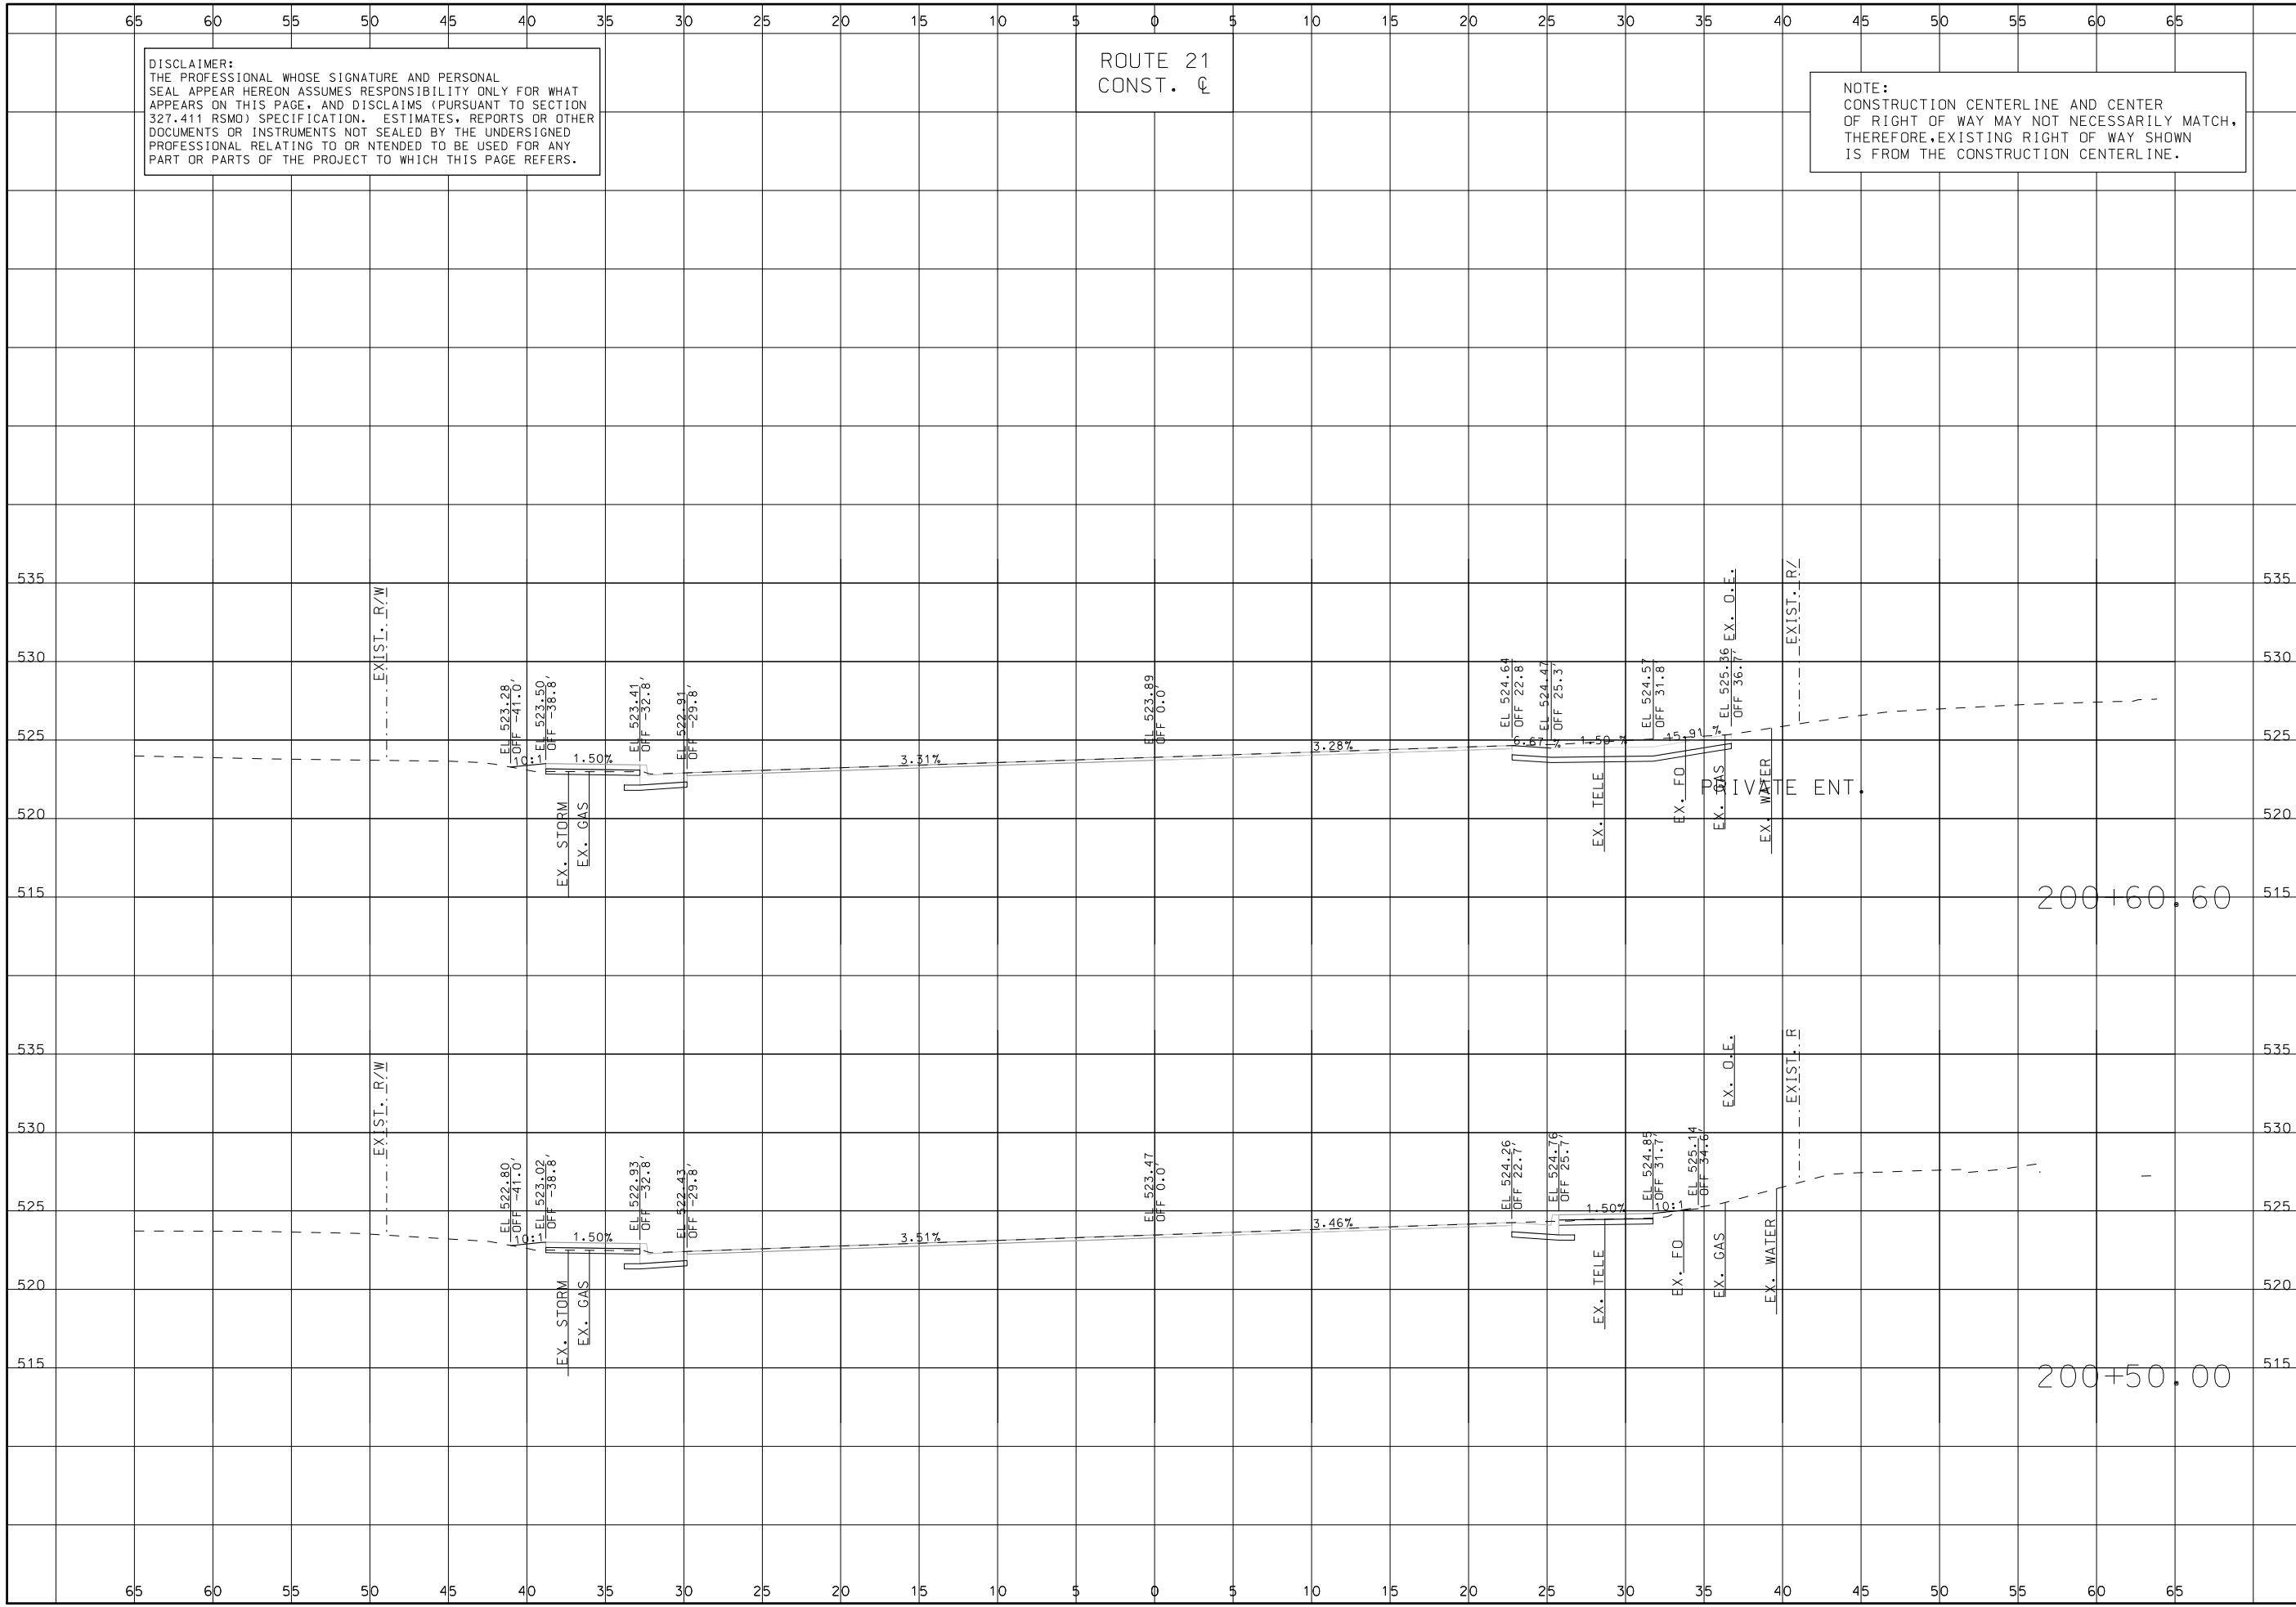 65 60 55 50 45 40 35 30 25 20 15 10 5 0 5 10 15 20 25 30 35 40 45 50 55 60 65
DISCLAIMER:
THE PROFESSIONAL WHOSE SIGNATURE AND PERSONAL
SEAL APPEAR HEREON ASSUMES RESPONSIBILITY ONLY FOR WHAT
APPEARS ON THIS PAGE, AND DISCLAIMS (PURSUANT TO SECTION
327.411 RSMO) SPECIFICATION. ESTIMATES, REPORTS OR OTHER
DOCUMENTS OR INSTRUMENTS NOT SEALED BY THE UNDERSIGNED
PROFESSIONAL RELATING TO OR NTENDED TO BE USED FOR ANY
PART OR PARTS OF THE PROJECT TO WHICH THIS PAGE REFERS.
ROUTE 21
CONST. ℄
NOTE:
CONSTRUCTION CENTERLINE AND CENTER
OF RIGHT OF WAY MAY NOT NECESSARILY MATCH,
THEREFORE,EXISTING RIGHT OF WAY SHOWN
IS FROM THE CONSTRUCTION CENTERLINE.
535 535
530 530
525 525
520 520
515 515
EXIST. R/W
EL 523.28
OFF -41.0'
EL 523.50
OFF -38.8'
EL 523.41
OFF -32.8'
EL 522.91
OFF -29.8'
EL 523.89
OFF 0.0'
EL 524.64
OFF 22.8'
EL 524.47
OFF 25.3'
EL 524.57
OFF 31.8'
EL 525.36
OFF 36.7'
EX. O.E.
EXIST. R/
10:1
1.50%
3.31%
3.28%
6.67 %
1.50 %
15.91 %
EX. STORM
EX. GAS
EX. TELE
EX. FO
EX. GAS
EX. WATER
PRIVATE ENT.
200+60.60
535 535
530 530
525 525
520 520
515 515
EXIST. R/W
EL 522.80
OFF -41.0'
EL 523.02
OFF -38.8'
EL 522.93
OFF -32.8'
EL 522.43
OFF -29.8'
EL 523.47
OFF 0.0'
EL 524.26
OFF 22.7'
EL 524.76
OFF 25.7'
EL 524.85
OFF 31.7'
EL 525.14
OFF 34.6'
EX. O.E.
EXIST. R
10:1
1.50%
3.51%
3.46%
1.50%
10:1
EX. STORM
EX. GAS
EX. TELE
EX. FO
EX. GAS
EX. WATER
200+50.00
65 60 55 50 45 40 35 30 25 20 15 10 5 0 5 10 15 20 25 30 35 40 45 50 55 60 65